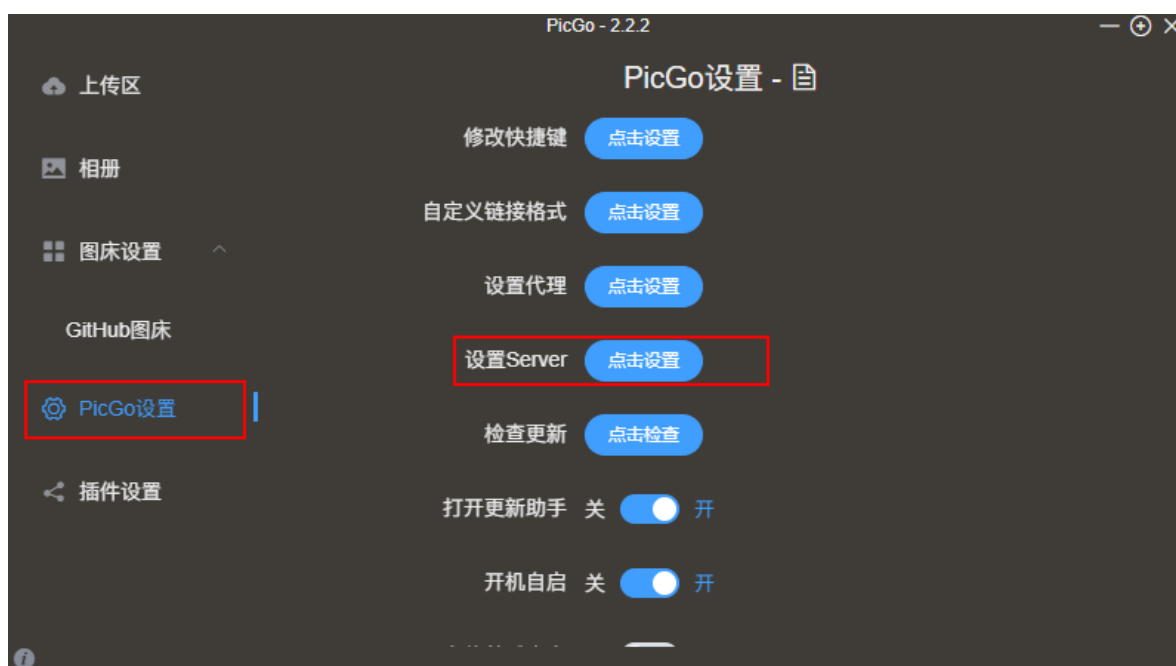 PicGo - 2.2.2
上传区
相册
图床设置
GitHub图床
PicGo设置
插件设置
PicGo设置 -
修改快捷键 点击设置
自定义链接格式 点击设置
设置代理 点击设置
设置Server 点击设置
检查更新 点击检查
打开更新助手 关 开
开机自启 关 开